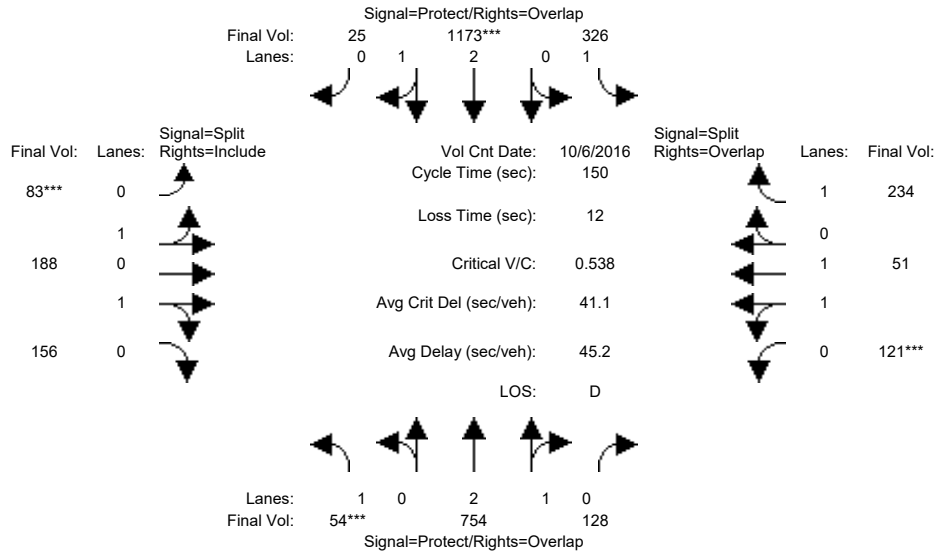 Signal=Protect/Rights=Overlap
Final Vol: 25 1173*** 326
Lanes: 0 1 2 0 1
Signal=Split
Final Vol: Lanes: Rights=Include
Vol Cnt Date: 10/6/2016
Signal=Split
Rights=Overlap Lanes: Final Vol:
Cycle Time (sec): 150
83*** 0
1 234
Loss Time (sec): 12
1
0
188 0
Critical V/C: 0.538
1 51
1
Avg Crit Del (sec/veh): 41.1
1
156 0
Avg Delay (sec/veh): 45.2
0 121***
LOS: D
Lanes: 1 0 2 1 0
Final Vol: 54*** 754 128
Signal=Protect/Rights=Overlap